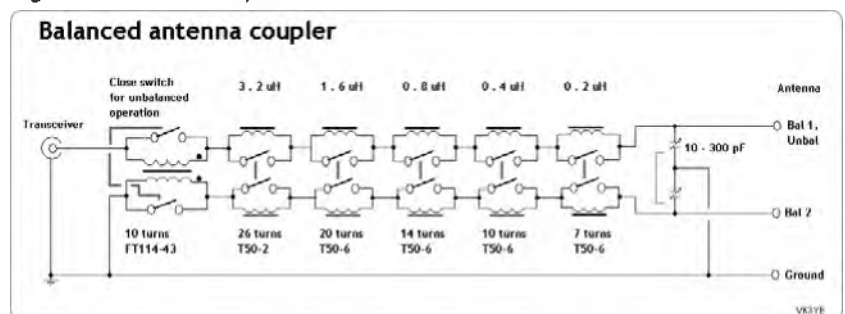 Balanced antenna coupler
Close switch
for unbalanced
operation
3.2 uH
1.6 uH
0.8 uH
0.4 uH
0.2 uH
Antenna
Transceiver
Bal 1,
Unbal
10 - 300 pF
Bal 2
10 turns
FT114-43
26 turns
T50-2
20 turns
T50-6
14 turns
T50-6
10 turns
T50-6
7 turns
T50-6
Ground
VK3YE